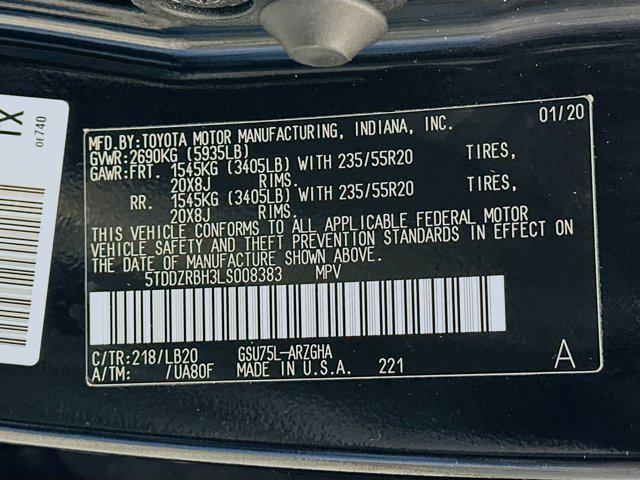 IX
0E740
01/20
MFD.BY:TOYOTA MOTOR MANUFACTURING, INDIANA, INC.
GVWR:2690KG (5935LB)
GAWR:FRT. 1545KG (3405LB) WITH 235/55R20 TIRES,
20X8J RIMS.
RR. 1545KG (3405LB) WITH 235/55R20 TIRES,
20X8J RIMS.
THIS VEHICLE CONFORMS TO ALL APPLICABLE FEDERAL MOTOR
VEHICLE SAFETY AND THEFT PREVENTION STANDARDS IN EFFECT ON
THE DATE OF MANUFACTURE SHOWN ABOVE.
5TDDZRBH3LS008383 MPV
C/TR:218/LB20 GSU75L-ARZGHA
A/TM: /UA80F MADE IN U.S.A. 221 A